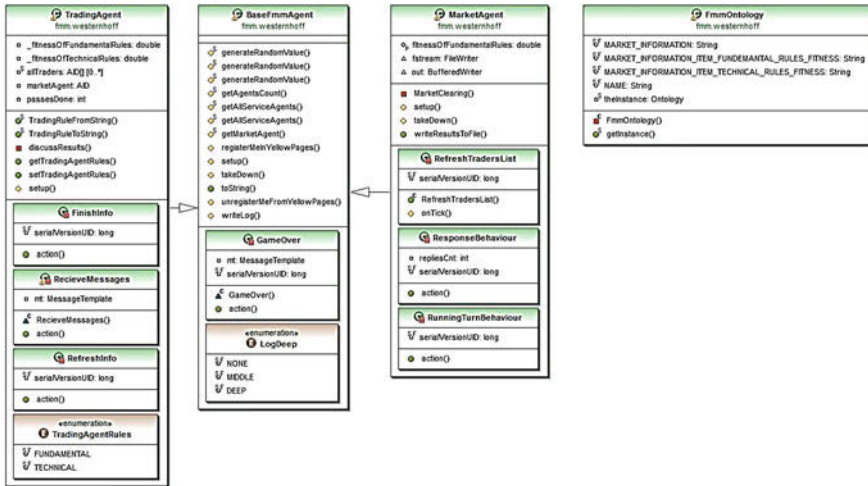 TradingAgent
fmm.westernhoff
_fitnessOfFundamentalRules: double
_fitnessOfTechnicalRules: double
allTraders: AID[] [0..*]
marketAgent: AID
passesDone: int
TradingRuleFromString()
TradingRuleToString()
discussResults()
getTradingAgentRules()
setTradingAgentRules()
setup()
FinishInfo
serialVersionUID: long
action()
RecieveMessages
mt: MessageTemplate
RecieveMessages()
action()
RefreshInfo
serialVersionUID: long
action()
«enumeration»
TradingAgentRules
FUNDAMENTAL
TECHNICAL
BaseFmmAgent
fmm.westernhoff
generateRandomValue()
generateRandomValue()
generateRandomValue()
getAgentsCount()
getAllServiceAgents()
getAllServiceAgents()
getMarketAgent()
registerMeInYellowPages()
setup()
takeDown()
toString()
unregisterMeFromYellowPages()
writeLog()
GameOver
mt: MessageTemplate
serialVersionUID: long
GameOver()
action()
«enumeration»
LogDeep
NONE
MIDDLE
DEEP
MarketAgent
fmm.westernhoff
fitnessOfFundamentalRules: double
fstream: FileWriter
out: BufferedWriter
MarketClearing()
setup()
takeDown()
writeResultsToFile()
RefreshTradersList
serialVersionUID: long
RefreshTradersList()
onTick()
ResponseBehaviour
repliesCnt: int
serialVersionUID: long
action()
RunningTurnBehaviour
serialVersionUID: long
action()
FmmOntology
fmm.westernhoff
MARKET_INFORMATION: String
MARKET_INFORMATION_ITEM_FUNDEMANTAL_RULES_FITNESS: String
MARKET_INFORMATION_ITEM_TECHNICAL_RULES_FITNESS: String
NAME: String
theInstance: Ontology
FmmOntology()
getInstance()